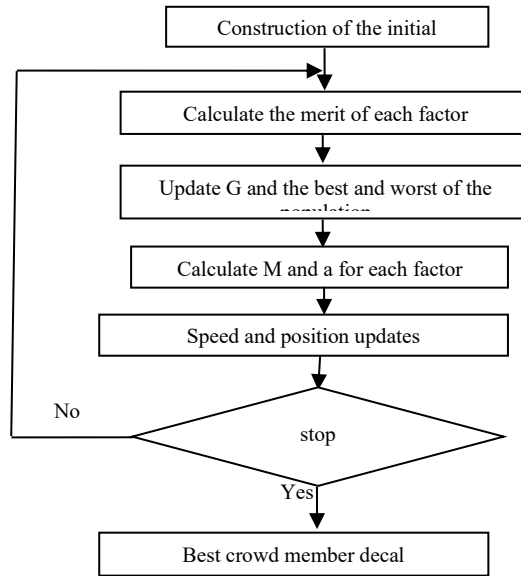 Construction of the initial
Calculate the merit of each factor
Update G and the best and worst of the
population
Calculate M and a for each factor
Speed and position updates
No
stop
Yes
Best crowd member decal